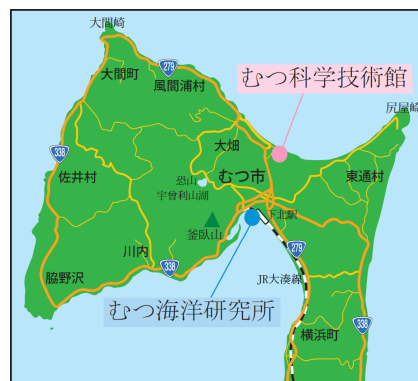 大間崎
279
大間町
風間浦村
むつ科学技術館
尻屋崎
338
大畑
佐井村
恐山
むつ市
東通村
宇曽利山湖
下北駅
釜臥山
川内
279
338
JR大湊線
脇野沢
むつ海洋研究所
338
横浜町